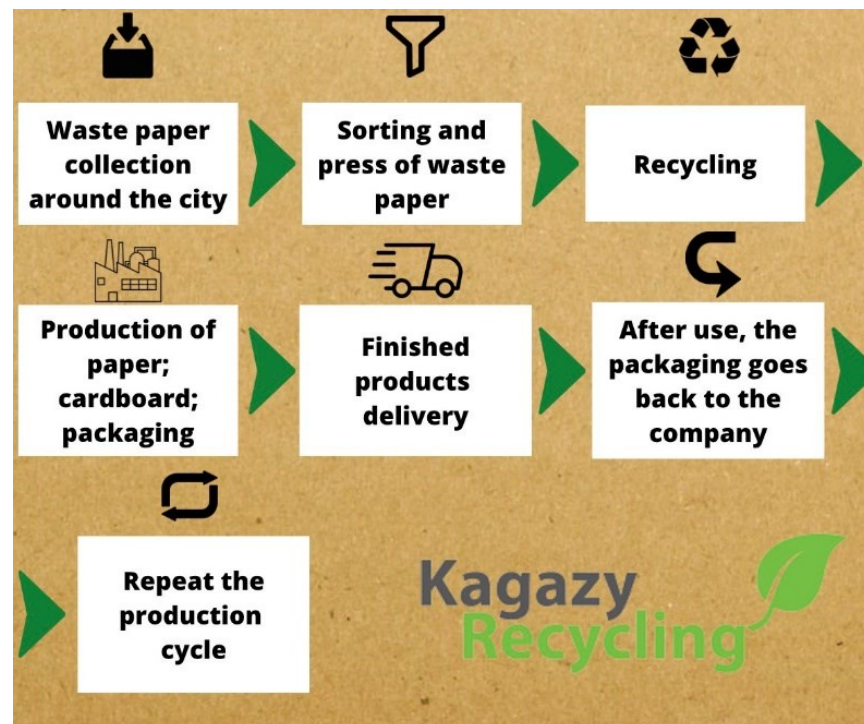 Waste paper
collection
around the city
Sorting and
press of waste
paper
Recycling
Production of
paper;
cardboard;
packaging
Finished
products
delivery
After use, the
packaging goes
back to the
company
Repeat the
production
cycle
Kagazy
Recycling